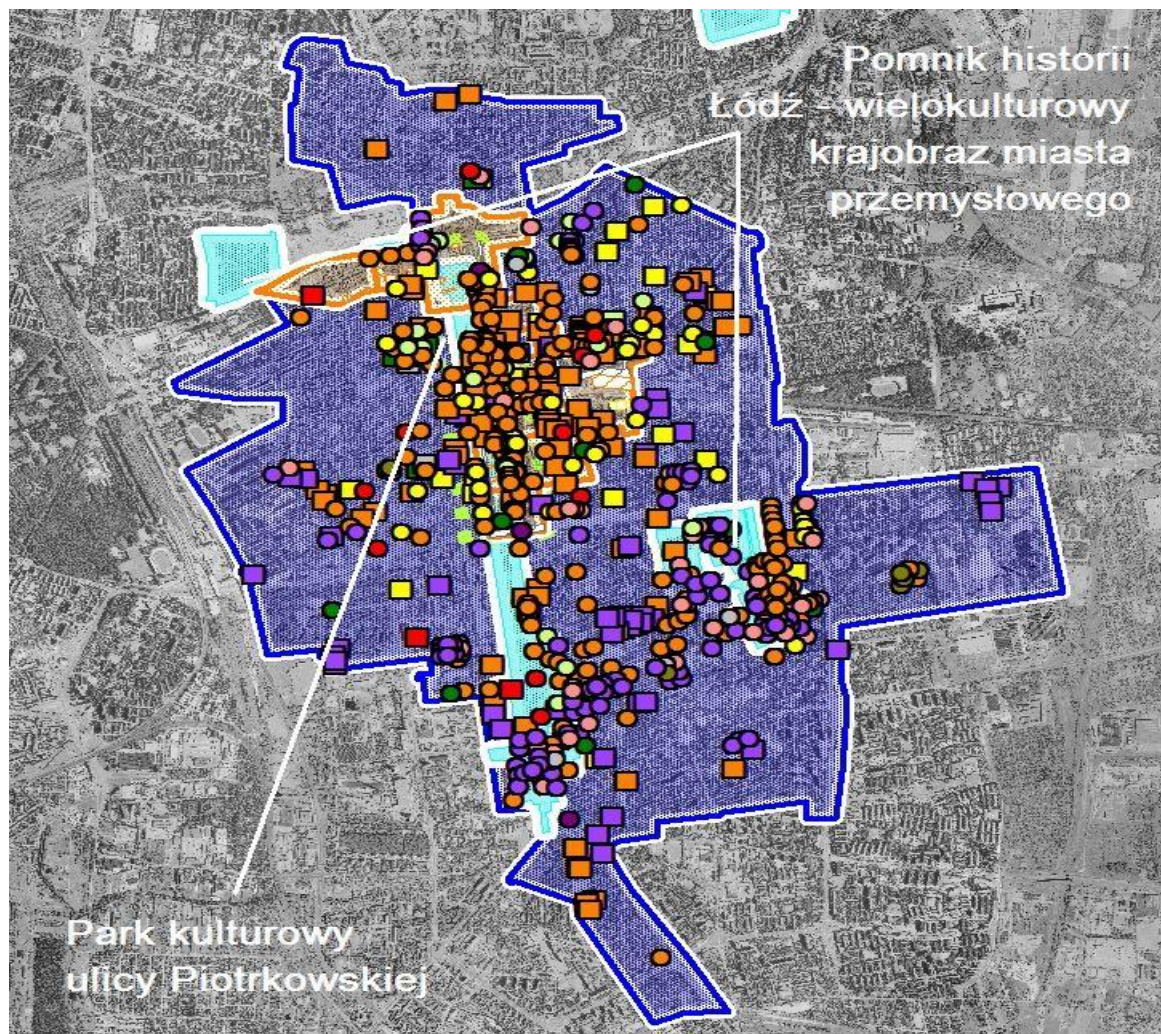 Pomnik historii
Łódź - wielokulturowy
krajobraz miasta
przemysłowego
Park kulturowy
ulicy Piotrkowskiej